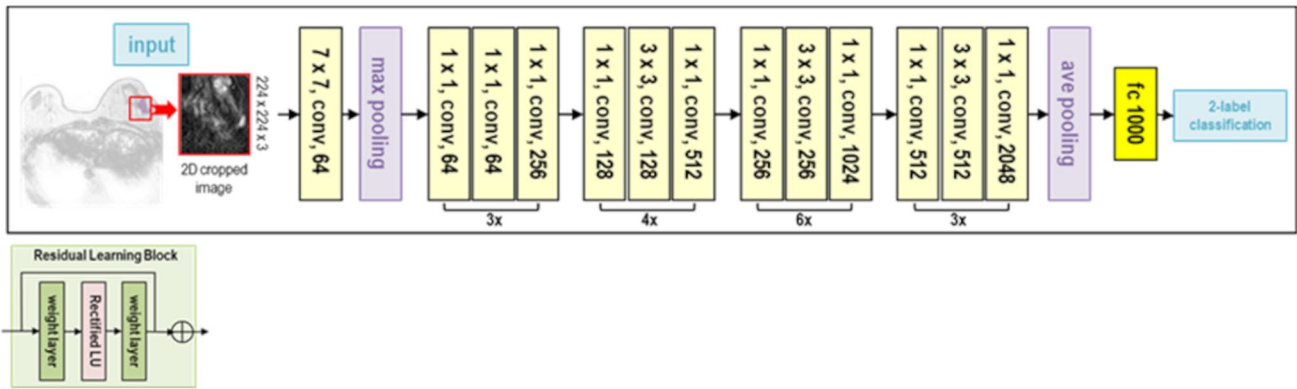 input
224 x 224 x 3
2D cropped
image
7 x 7, conv, 64
max pooling
1 x 1, conv, 64
1 x 1, conv, 64
1 x 1, conv, 256
3x
1 x 1, conv, 128
3 x 3, conv, 128
1 x 1, conv, 512
4x
1 x 1, conv, 256
3 x 3, conv, 256
1 x 1, conv, 1024
6x
1 x 1, conv, 512
3 x 3, conv, 512
1 x 1, conv, 2048
3x
ave pooling
fc 1000
2-label
classification
Residual Learning Block
weight layer
Rectified LU
weight layer